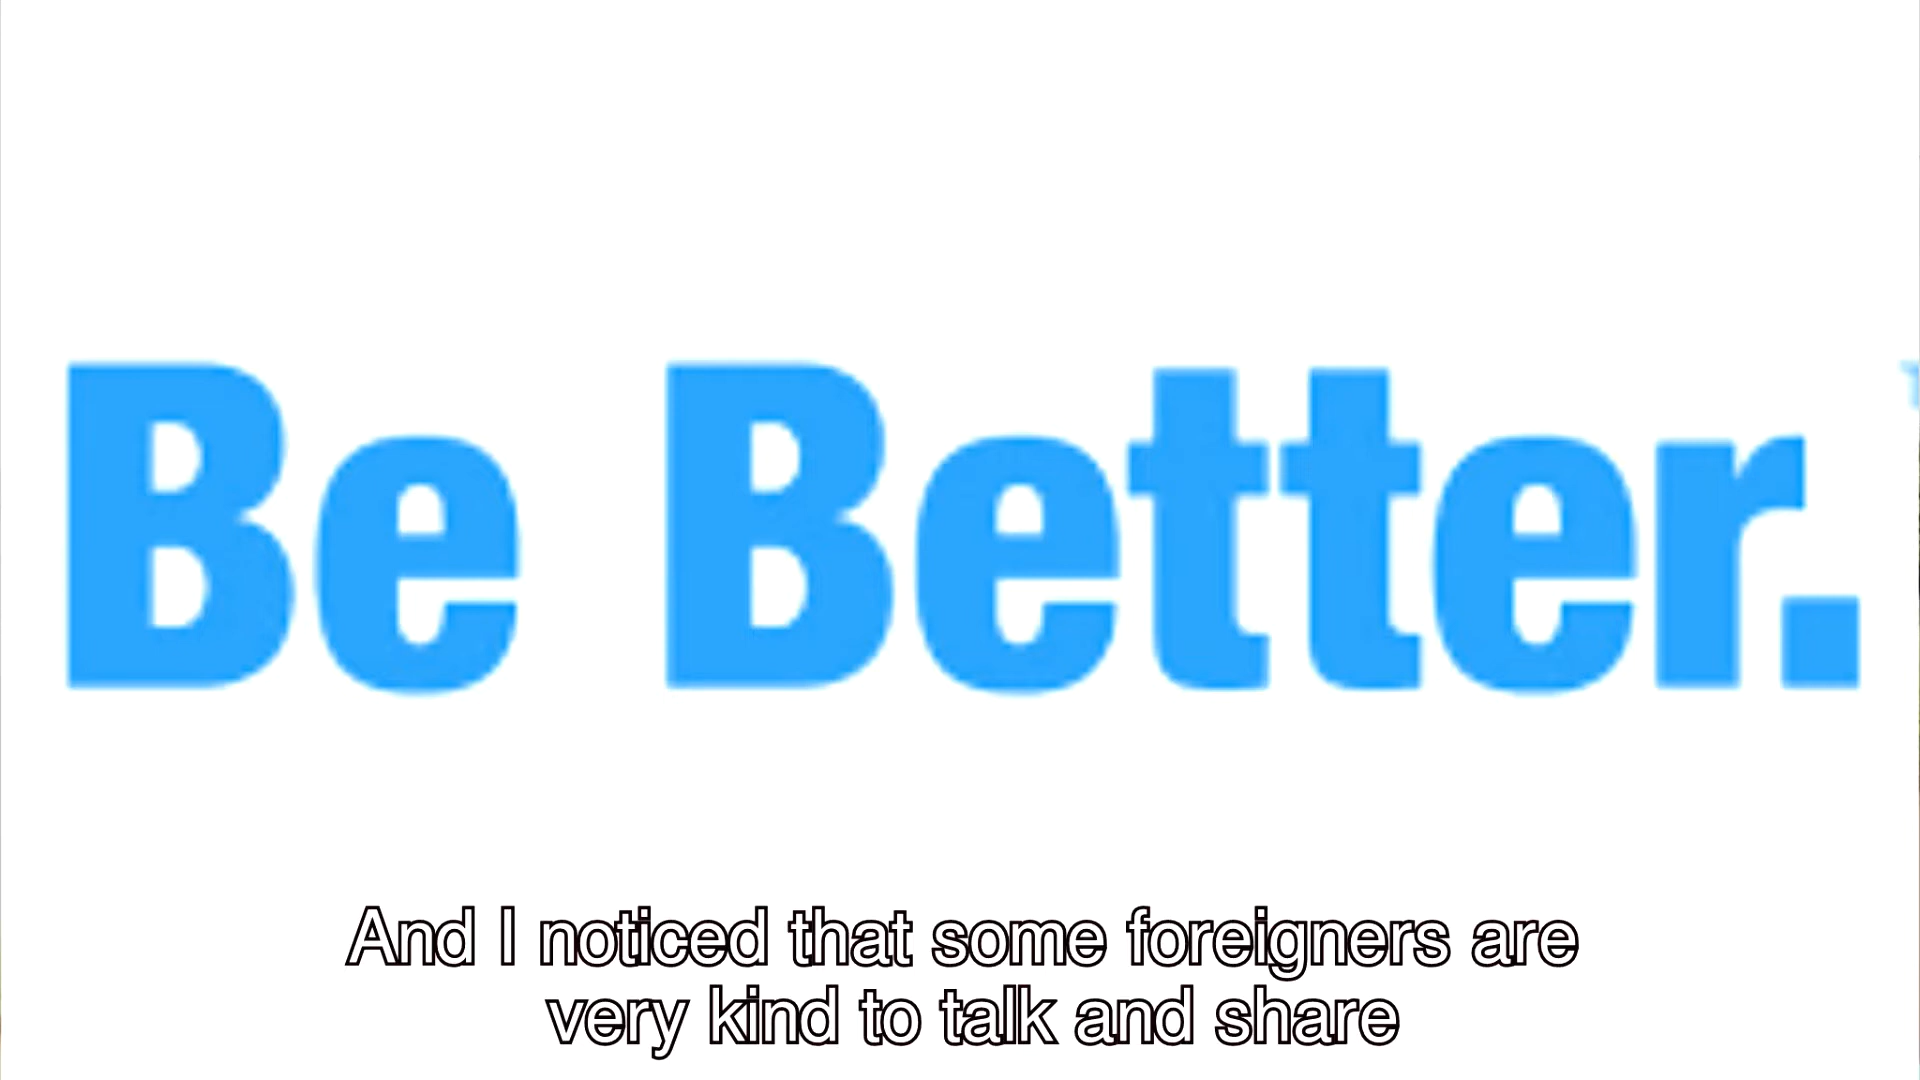 Be Better.
And I noticed that some foreigners are
very kind to talk and share